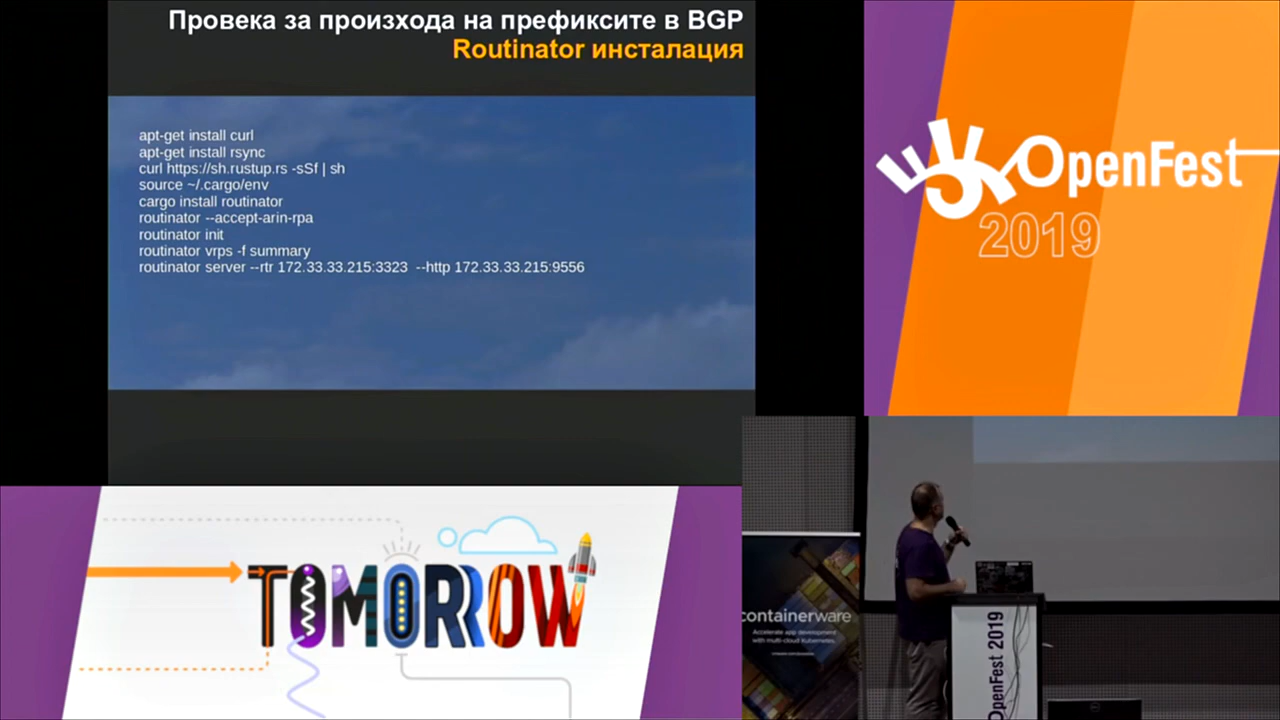 Провека за произхода на префиксите в BGP
Routinator инсталация
apt-get install curl
apt-get install rsync
curl https://sh.rustup.rs -sSf | sh
source ~/.cargo/env
cargo install routinator
routinator --accept-arin-rpa
routinator init
routinator vrps -f summary
routinator server --rtr 172.33.33.215:3323 --http 172.33.33.215:9556
OpenFest
2019
TOMORROW
containerware
Accelerate app development
with multi-cloud Kubernetes.
OpenFest 2019
DELL